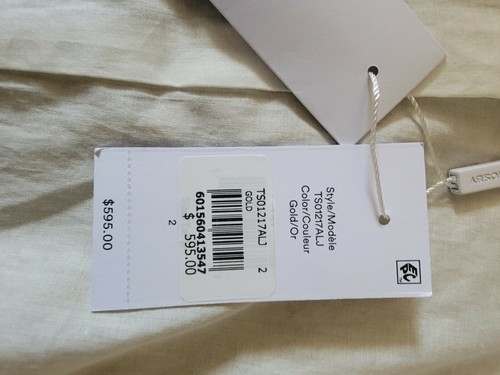 Style/Modèle
TS01217ALJ
Color/Couleur
Gold/Or
TS01217ALJ 2
GOLD
601560413547
$ 595.00
2
$595.00